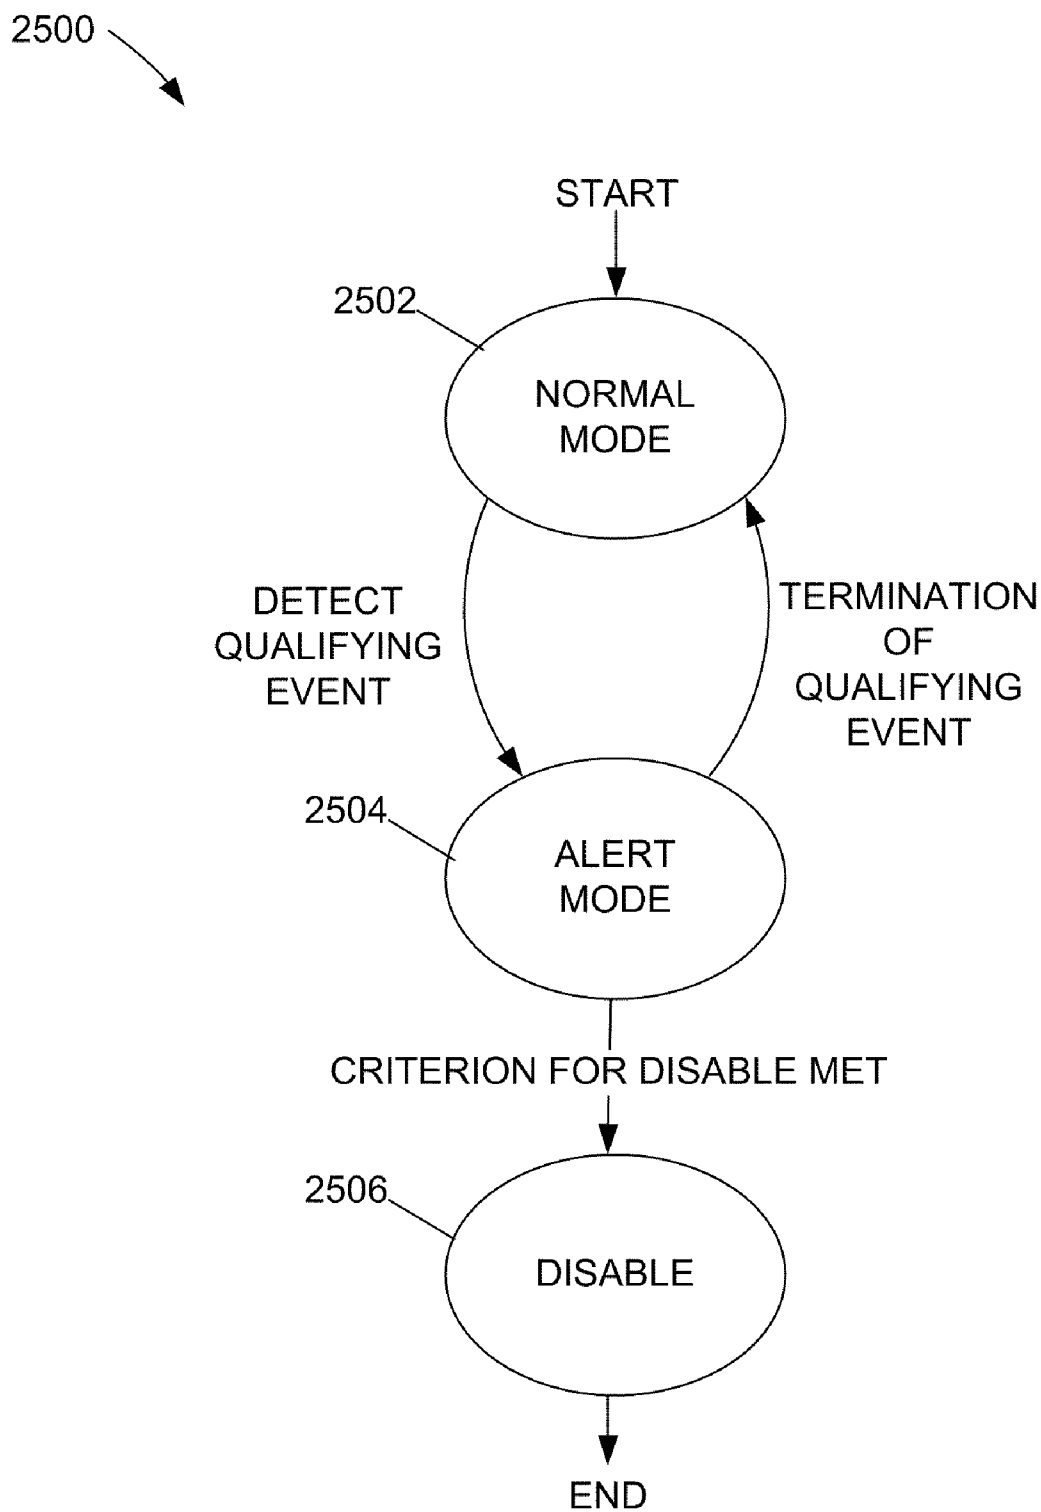 2500
START
2502
NORMAL
MODE
DETECT
QUALIFYING
EVENT
TERMINATION
OF
QUALIFYING
EVENT
2504
ALERT
MODE
CRITERION FOR DISABLE MET
2506
DISABLE
END